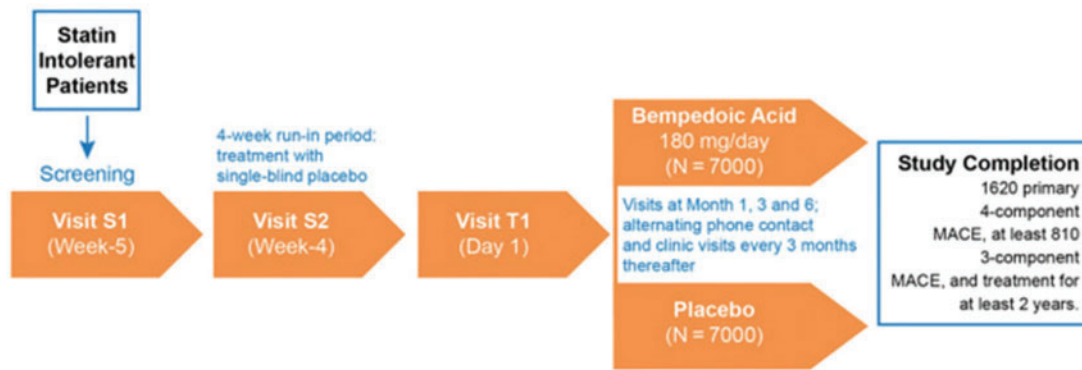 Statin
Intolerant
Patients
Screening
Visit S1
(Week-5)
4-week run-in period:
treatment with
single-blind placebo
Visit S2
(Week-4)
Visit T1
(Day 1)
Bempedoic Acid
180 mg/day
(N = 7000)
Visits at Month 1, 3 and 6;
alternating phone contact
and clinic visits every 3 months
thereafter
Placebo
(N = 7000)
Study Completion
1620 primary
4-component
MACE, at least 810
3-component
MACE, and treatment for
at least 2 years.